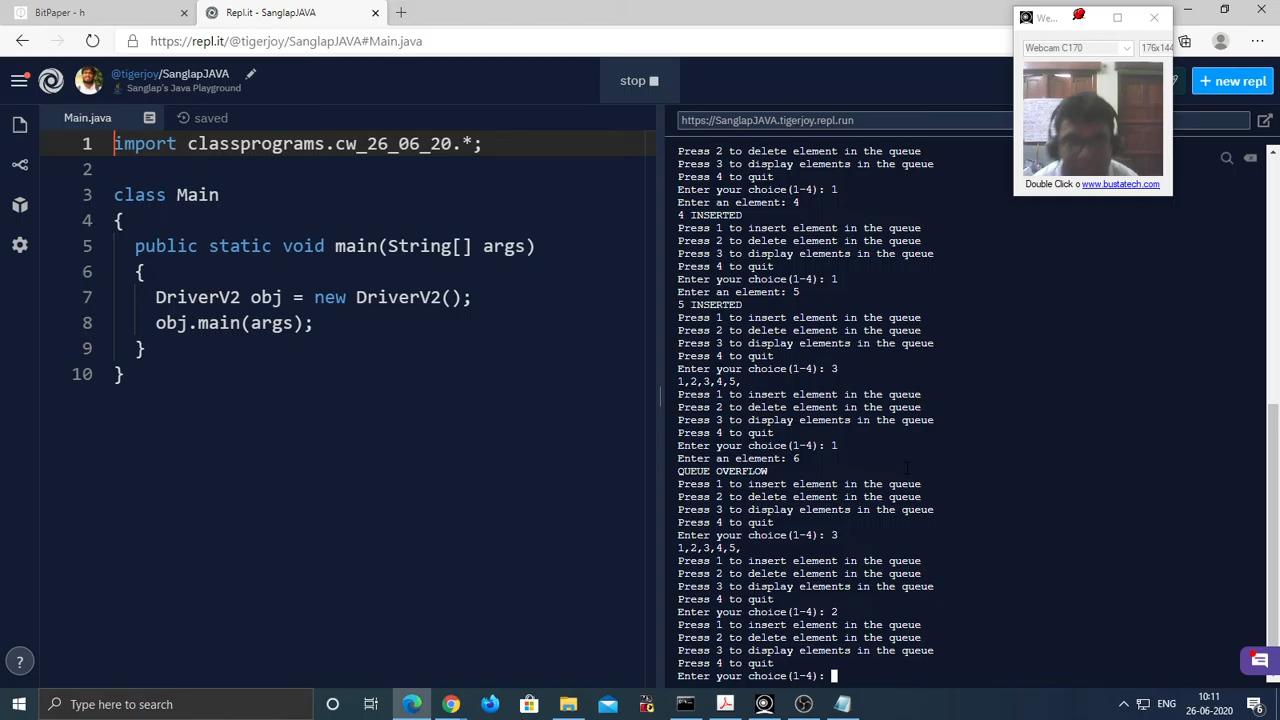 BitPaper - h
Repl.it - SanglapJAVA
https://repl.it/@tigerjoy/SanglapJAVA#Main.java
We...
Webcam C170
176x144
Double Click o www.bustatech.com
@tigerjoy/SanglapJAVA
Sanglap's Java Playground
stop
+ new repl
Main.java
saved
https://SanglapJAVA.tigerjoy.repl.run
1 import classprograms.cw_26_06_20.*;
2
3 class Main
4 {
5 public static void main(String[] args)
6 {
7 DriverV2 obj = new DriverV2();
8 obj.main(args);
9 }
10 }
Press 2 to delete element in the queue
Press 3 to display elements in the queue
Press 4 to quit
Enter your choice(1-4): 1
Enter an element: 4
4 INSERTED
Press 1 to insert element in the queue
Press 2 to delete element in the queue
Press 3 to display elements in the queue
Press 4 to quit
Enter your choice(1-4): 1
Enter an element: 5
5 INSERTED
Press 1 to insert element in the queue
Press 2 to delete element in the queue
Press 3 to display elements in the queue
Press 4 to quit
Enter your choice(1-4): 3
1,2,3,4,5,
Press 1 to insert element in the queue
Press 2 to delete element in the queue
Press 3 to display elements in the queue
Press 4 to quit
Enter your choice(1-4): 1
Enter an element: 6
QUEUE OVERFLOW
Press 1 to insert element in the queue
Press 2 to delete element in the queue
Press 3 to display elements in the queue
Press 4 to quit
Enter your choice(1-4): 3
1,2,3,4,5,
Press 1 to insert element in the queue
Press 2 to delete element in the queue
Press 3 to display elements in the queue
Press 4 to quit
Enter your choice(1-4): 2
Press 1 to insert element in the queue
Press 2 to delete element in the queue
Press 3 to display elements in the queue
Press 4 to quit
Enter your choice(1-4):
?
Type here to search
ENG
10:11
26-06-2020
6